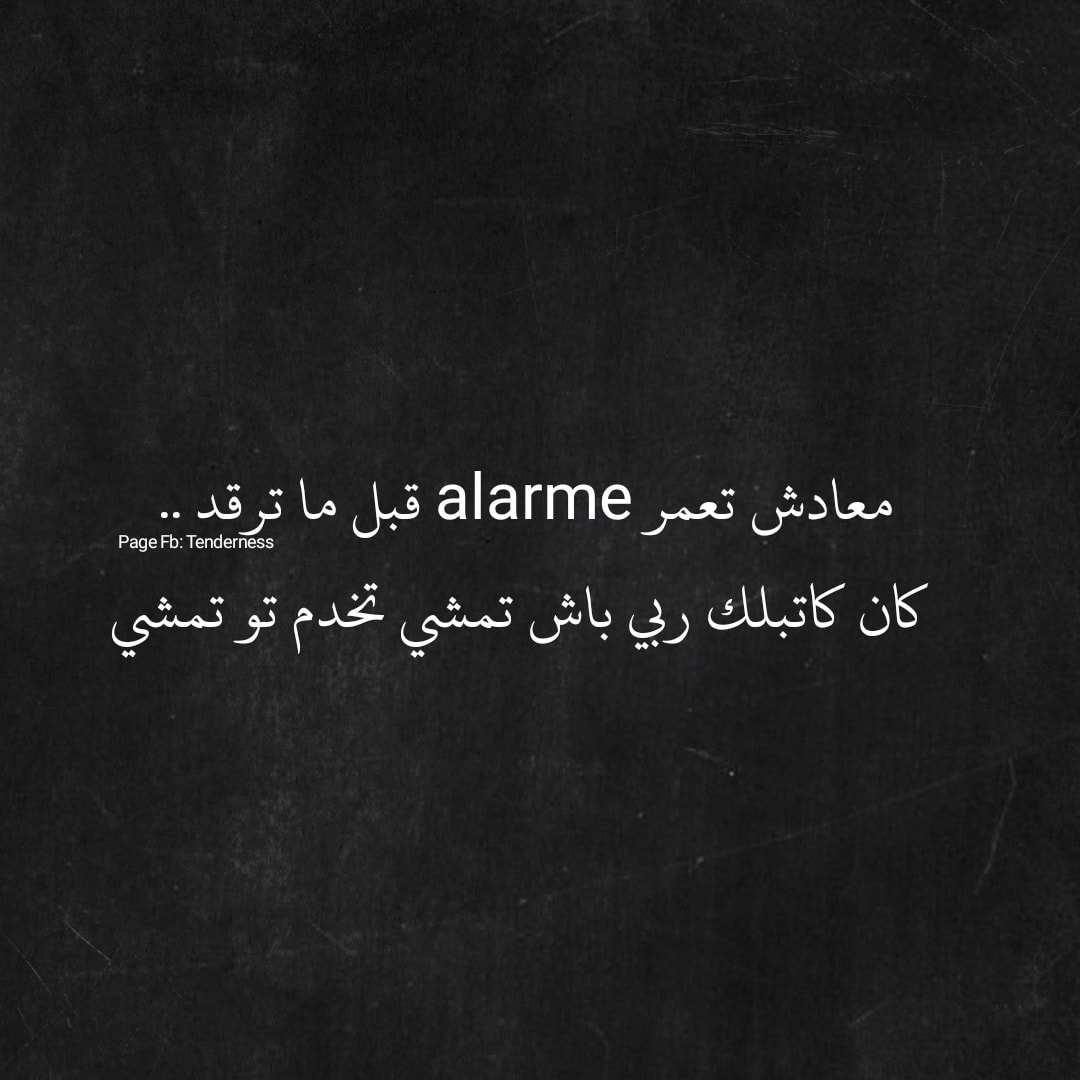 معادش تعمر alarme قبل ما ترقد ..
Page Fb: Tenderness
كان كاتبلك ربي باش تمشي تخدم تو تمشي